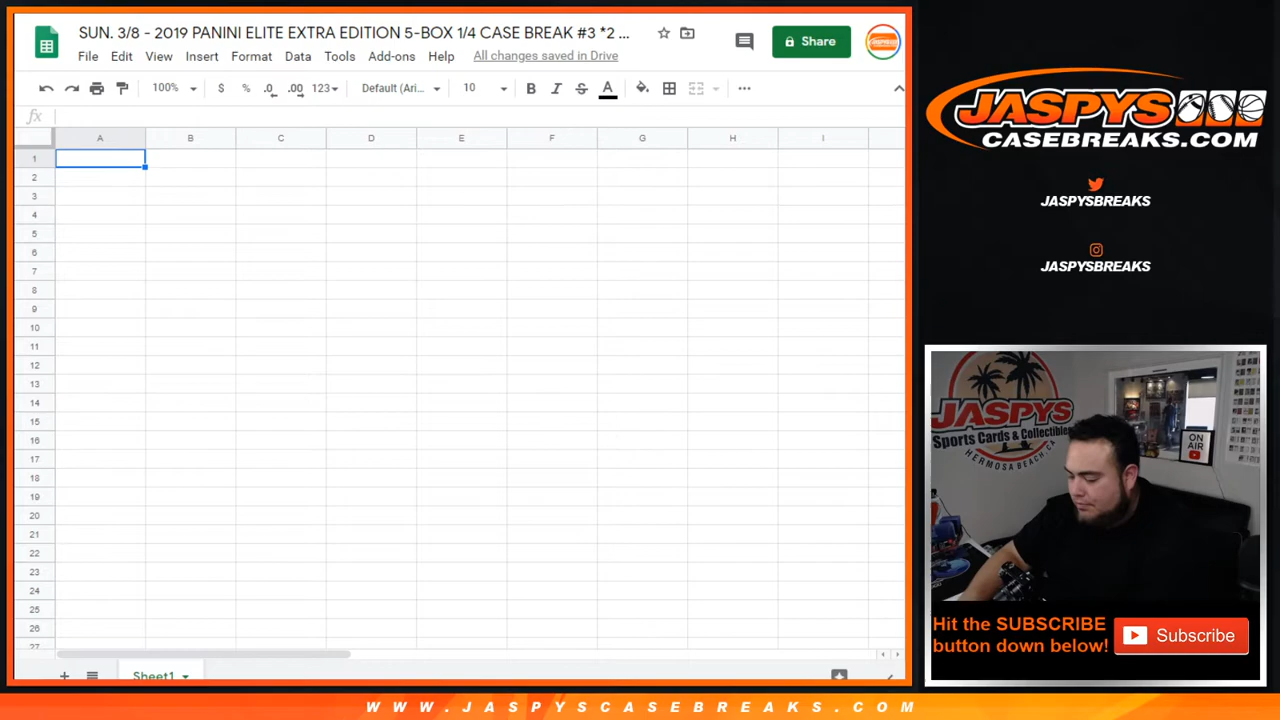 SUN. 3/8 - 2019 PANINI ELITE EXTRA EDITION 5-BOX 1/4 CASE BREAK #3 *2 ...
Share
File Edit View Insert Format Data Tools Add-ons Help All changes saved in Drive
100% $ % .0 .00 123 Default (Ari... 10 B I S A ...
fx
A B C D E F G H I
1
2
3
4
5
6
7
8
9
10
11
12
13
14
15
16
17
18
19
20
21
22
23
24
25
26
27
+ Sheet1
JASPYS
CASEBREAKS.COM
JASPYSBREAKS
JASPYSBREAKS
JASPYS
Sports Cards & Collectibles
HERMOSA BEACH, CA
ON AIR
Hit the SUBSCRIBE
button down below!
Subscribe
WWW.JASPYSCASEBREAKS.COM